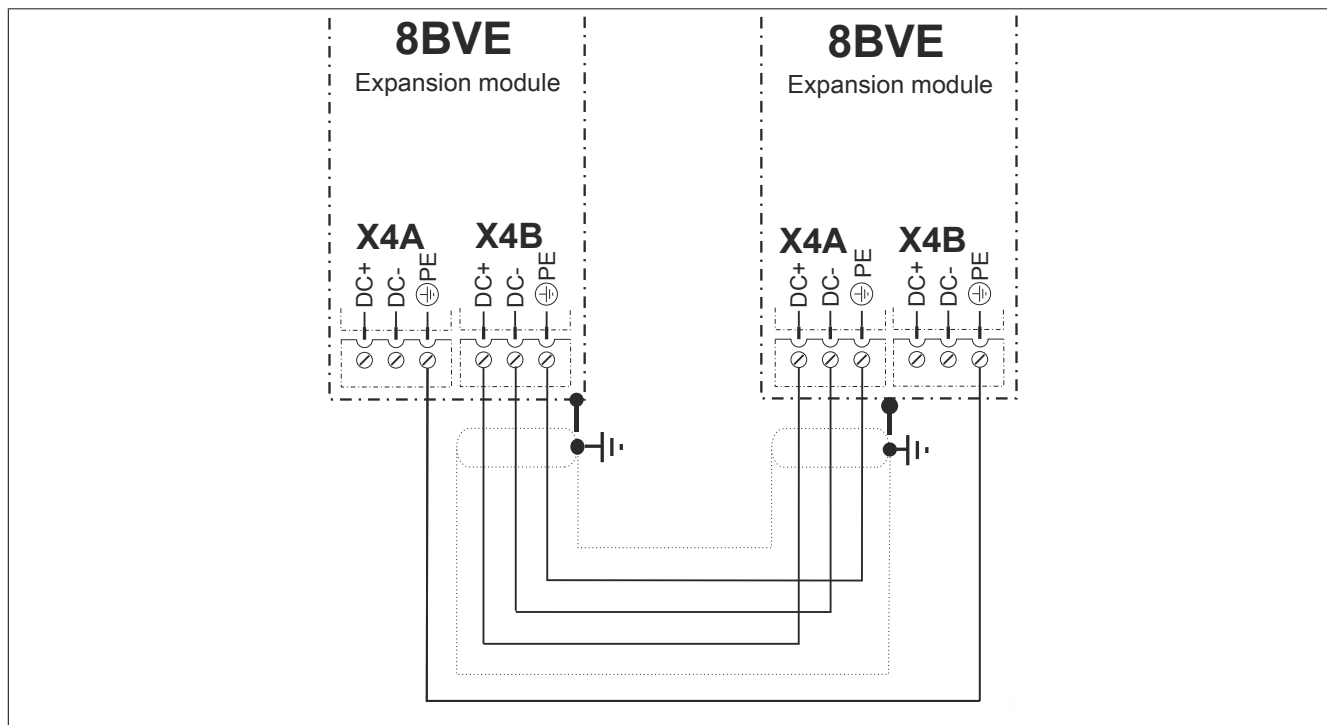 8BVE
Expansion module
X4A X4B
DC+ DC- PE DC+ DC- PE
8BVE
Expansion module
X4A X4B
DC+ DC- PE DC+ DC- PE